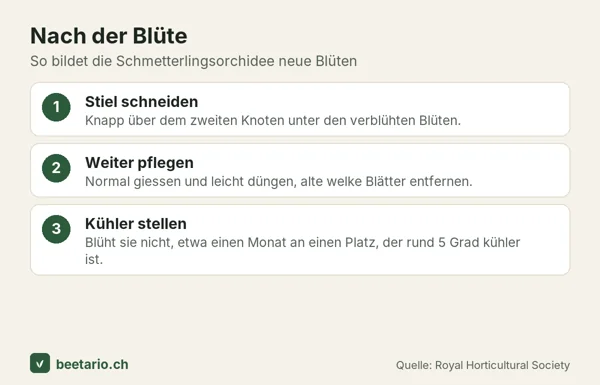 Nach der Blüte
So bildet die Schmetterlingsorchidee neue Blüten
1
Stiel schneiden
Knapp über dem zweiten Knoten unter den verblühten Blüten.
2
Weiter pflegen
Normal giessen und leicht düngen, alte welke Blätter entfernen.
3
Kühler stellen
Blüht sie nicht, etwa einen Monat an einen Platz, der rund 5 Grad kühler
ist.
beetario.ch
Quelle: Royal Horticultural Society